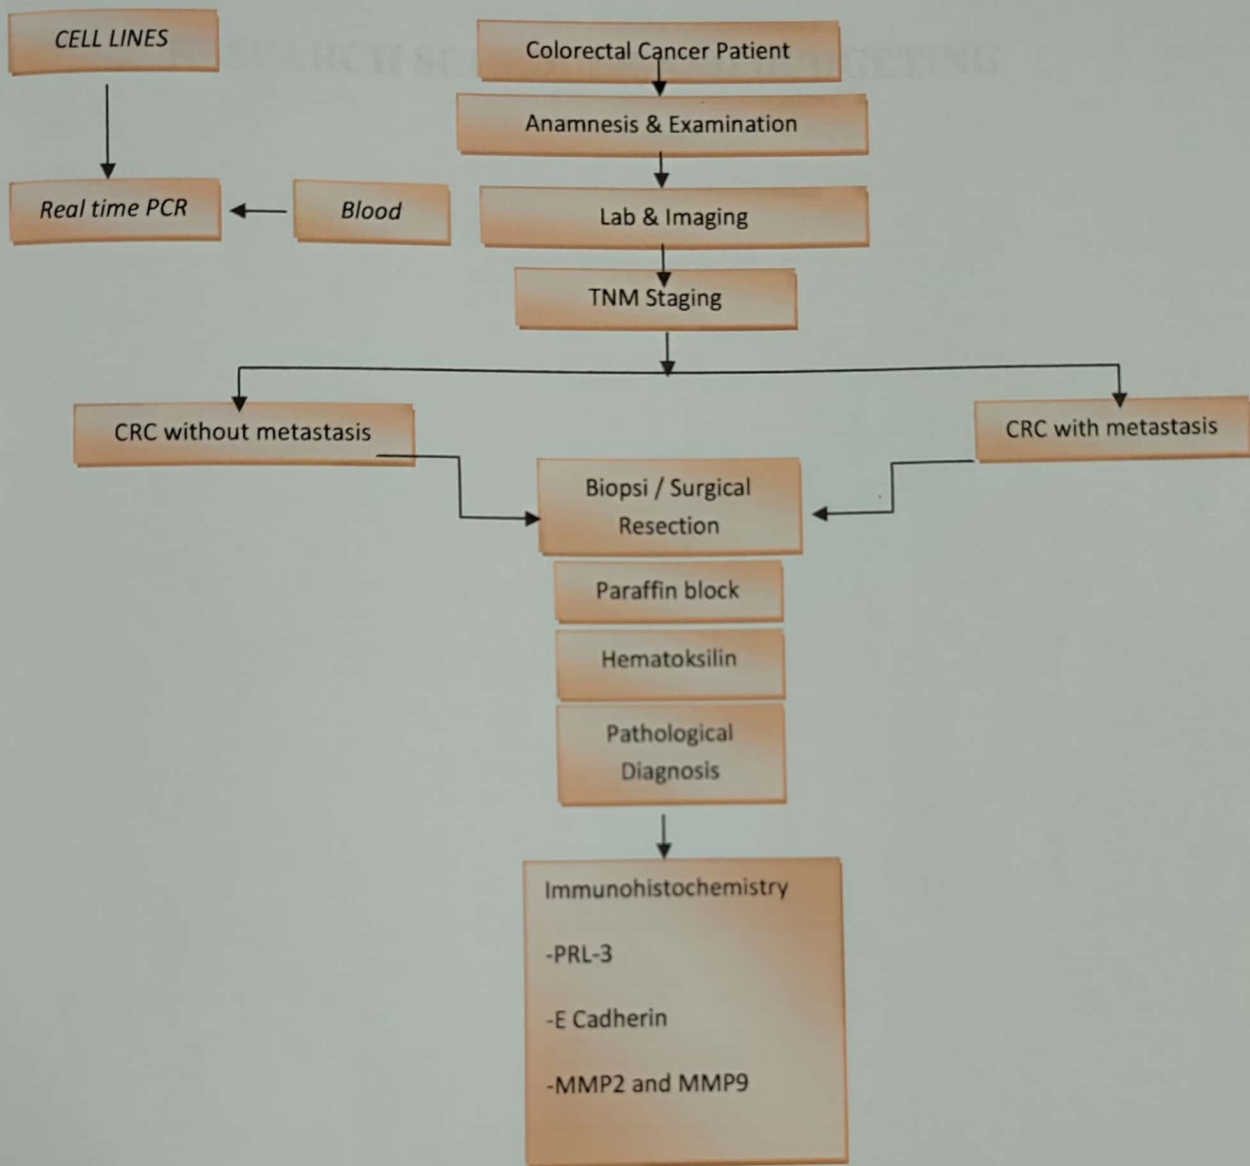 CELL LINES
Colorectal Cancer Patient
Anamnesis & Examination
Real time PCR
Blood
Lab & Imaging
TNM Staging
CRC without metastasis
CRC with metastasis
Biopsi / Surgical
Resection
Paraffin block
Hematoksilin
Pathological
Diagnosis
Immunohistochemistry
-PRL-3
-E Cadherin
-MMP2 and MMP9